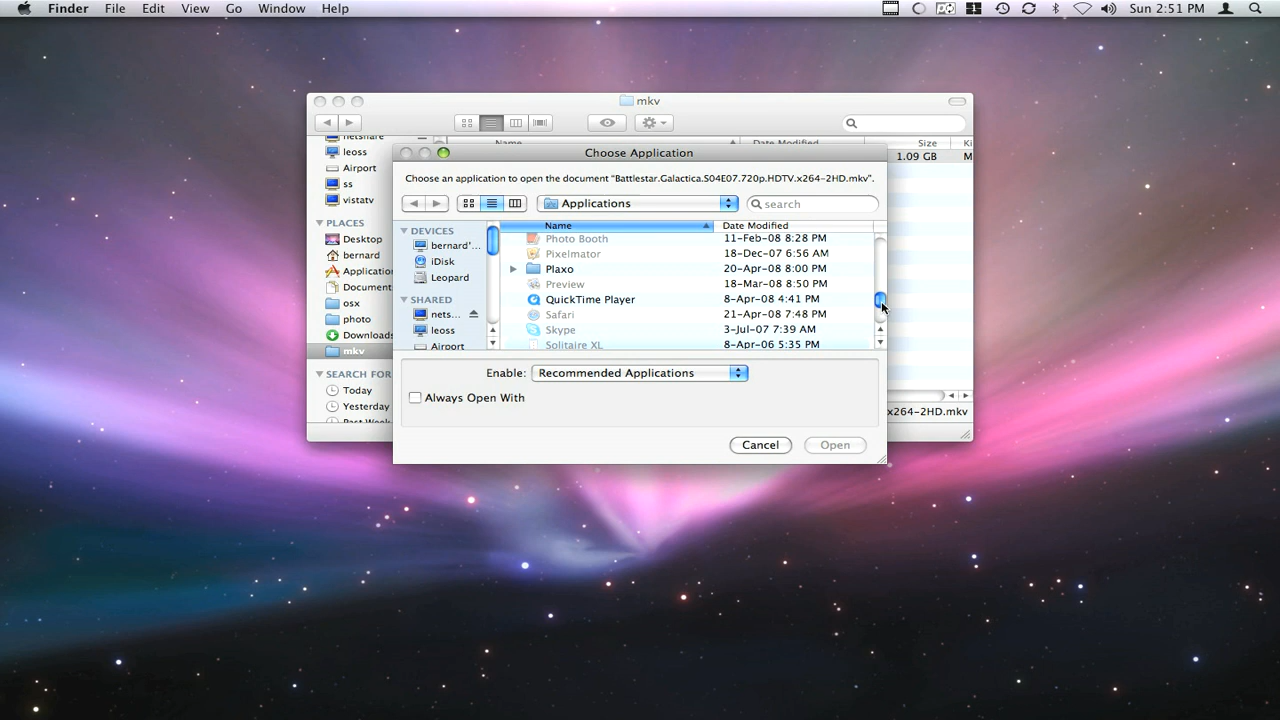 Finder File Edit View Go Window Help Sun 2:51 PM
mkv
Name Date Modified Size
1.09 GB M
netshare
leoss
Airport
ss
vistatv
PLACES
Desktop
bernard
Applicatio
Document
osx
photo
Downloads
mkv
SEARCH FOR
Today
Yesterday
Past Week
x264-2HD.mkv
Choose Application
Choose an application to open the document “Battlestar.Galactica.S04E07.720p.HDTV.x264-2HD.mkv”.
Applications search
DEVICES
bernard'...
iDisk
Leopard
SHARED
nets...
leoss
Airport
Name Date Modified
Photo Booth 11-Feb-08 8:28 PM
Pixelmator 18-Dec-07 6:56 AM
Plaxo 20-Apr-08 8:00 PM
Preview 18-Mar-08 8:50 PM
QuickTime Player 8-Apr-08 4:41 PM
Safari 21-Apr-08 7:48 PM
Skype 3-Jul-07 7:39 AM
Solitaire XL 8-Apr-06 5:35 PM
Enable: Recommended Applications
Always Open With
Cancel Open